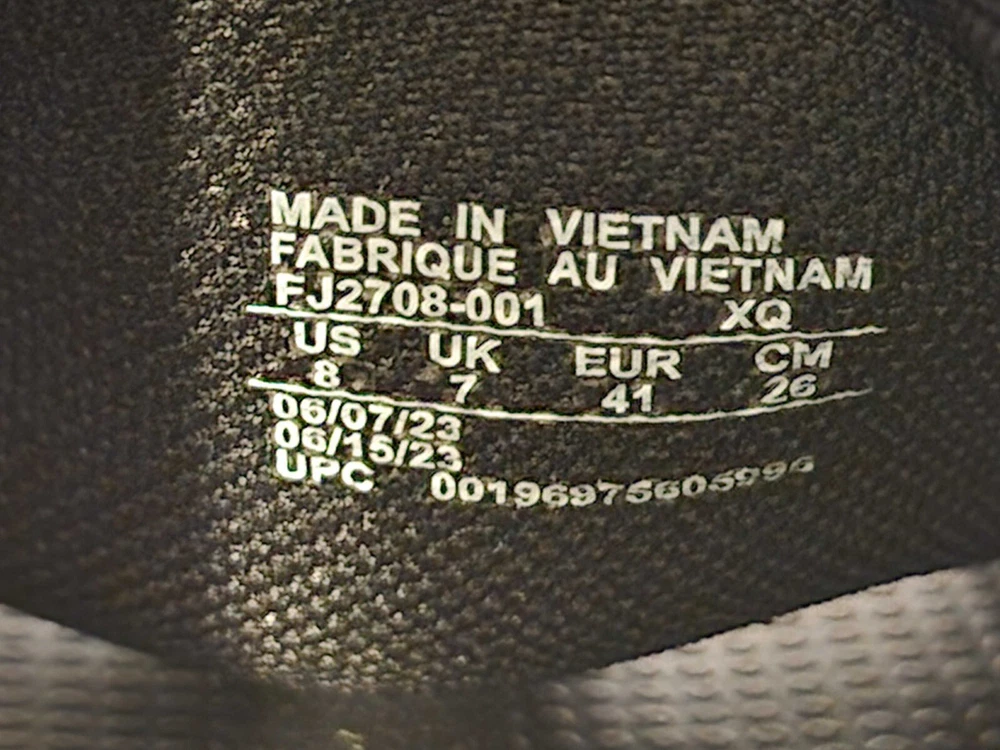 MADE IN VIETNAM
FABRIQUE AU VIETNAM
FJ2708-001 XQ
US UK EUR CM
8 7 41 26
06/07/23
06/15/23
UPC